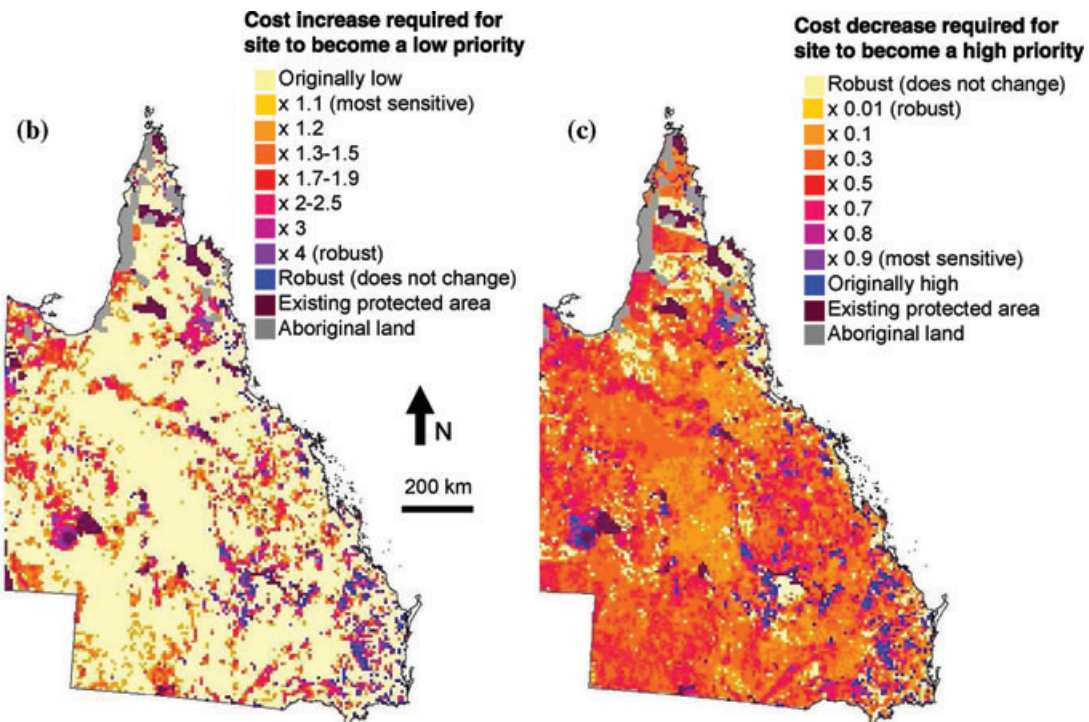 Cost increase required for
site to become a low priority
Originally low
x 1.1 (most sensitive)
x 1.2
x 1.3-1.5
x 1.7-1.9
x 2-2.5
x 3
x 4 (robust)
Robust (does not change)
Existing protected area
Aboriginal land
(b)
N
200 km
Cost decrease required for
site to become a high priority
Robust (does not change)
x 0.01 (robust)
x 0.1
x 0.3
x 0.5
x 0.7
x 0.8
x 0.9 (most sensitive)
Originally high
Existing protected area
Aboriginal land
(c)